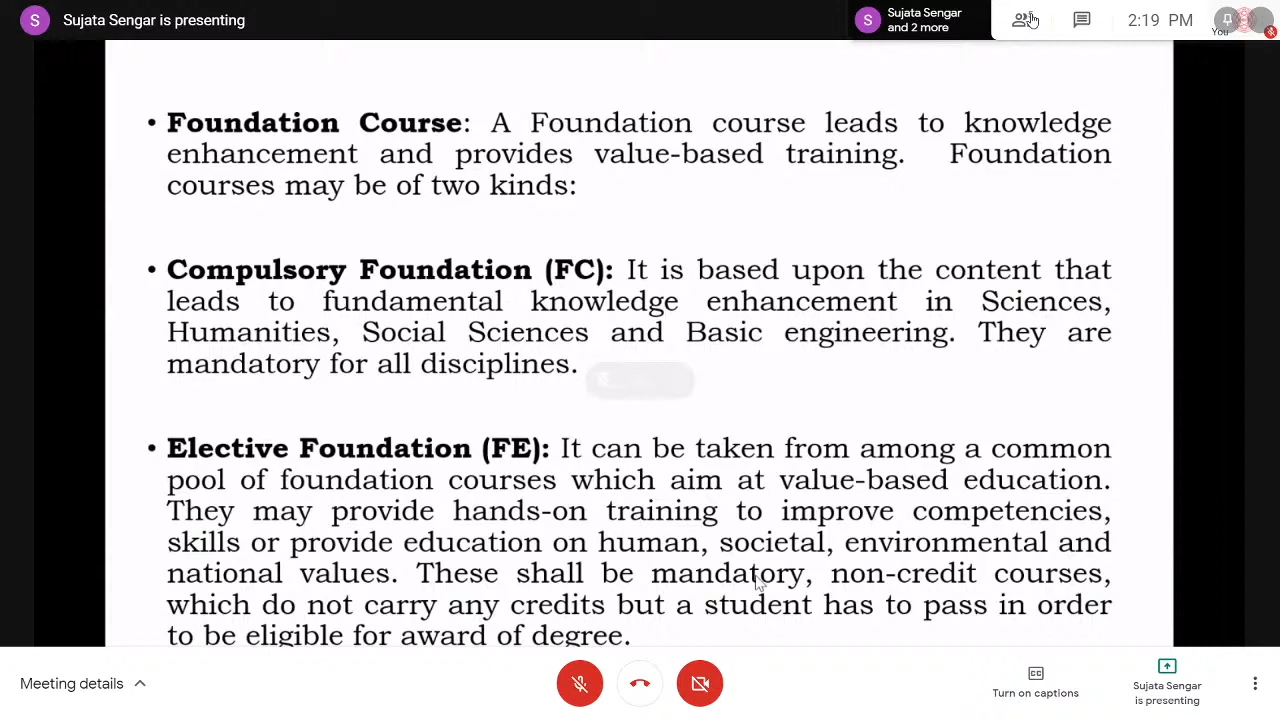 S Sujata Sengar is presenting
S Sujata Sengar
and 2 more
2:19 PM
You
• Foundation Course: A Foundation course leads to knowledge
enhancement and provides value-based training. Foundation
courses may be of two kinds:
• Compulsory Foundation (FC): It is based upon the content that
leads to fundamental knowledge enhancement in Sciences,
Humanities, Social Sciences and Basic engineering. They are
mandatory for all disciplines.
• Elective Foundation (FE): It can be taken from among a common
pool of foundation courses which aim at value-based education.
They may provide hands-on training to improve competencies,
skills or provide education on human, societal, environmental and
national values. These shall be mandatory, non-credit courses,
which do not carry any credits but a student has to pass in order
to be eligible for award of degree.
Meeting details
CC
Turn on captions
Sujata Sengar
is presenting